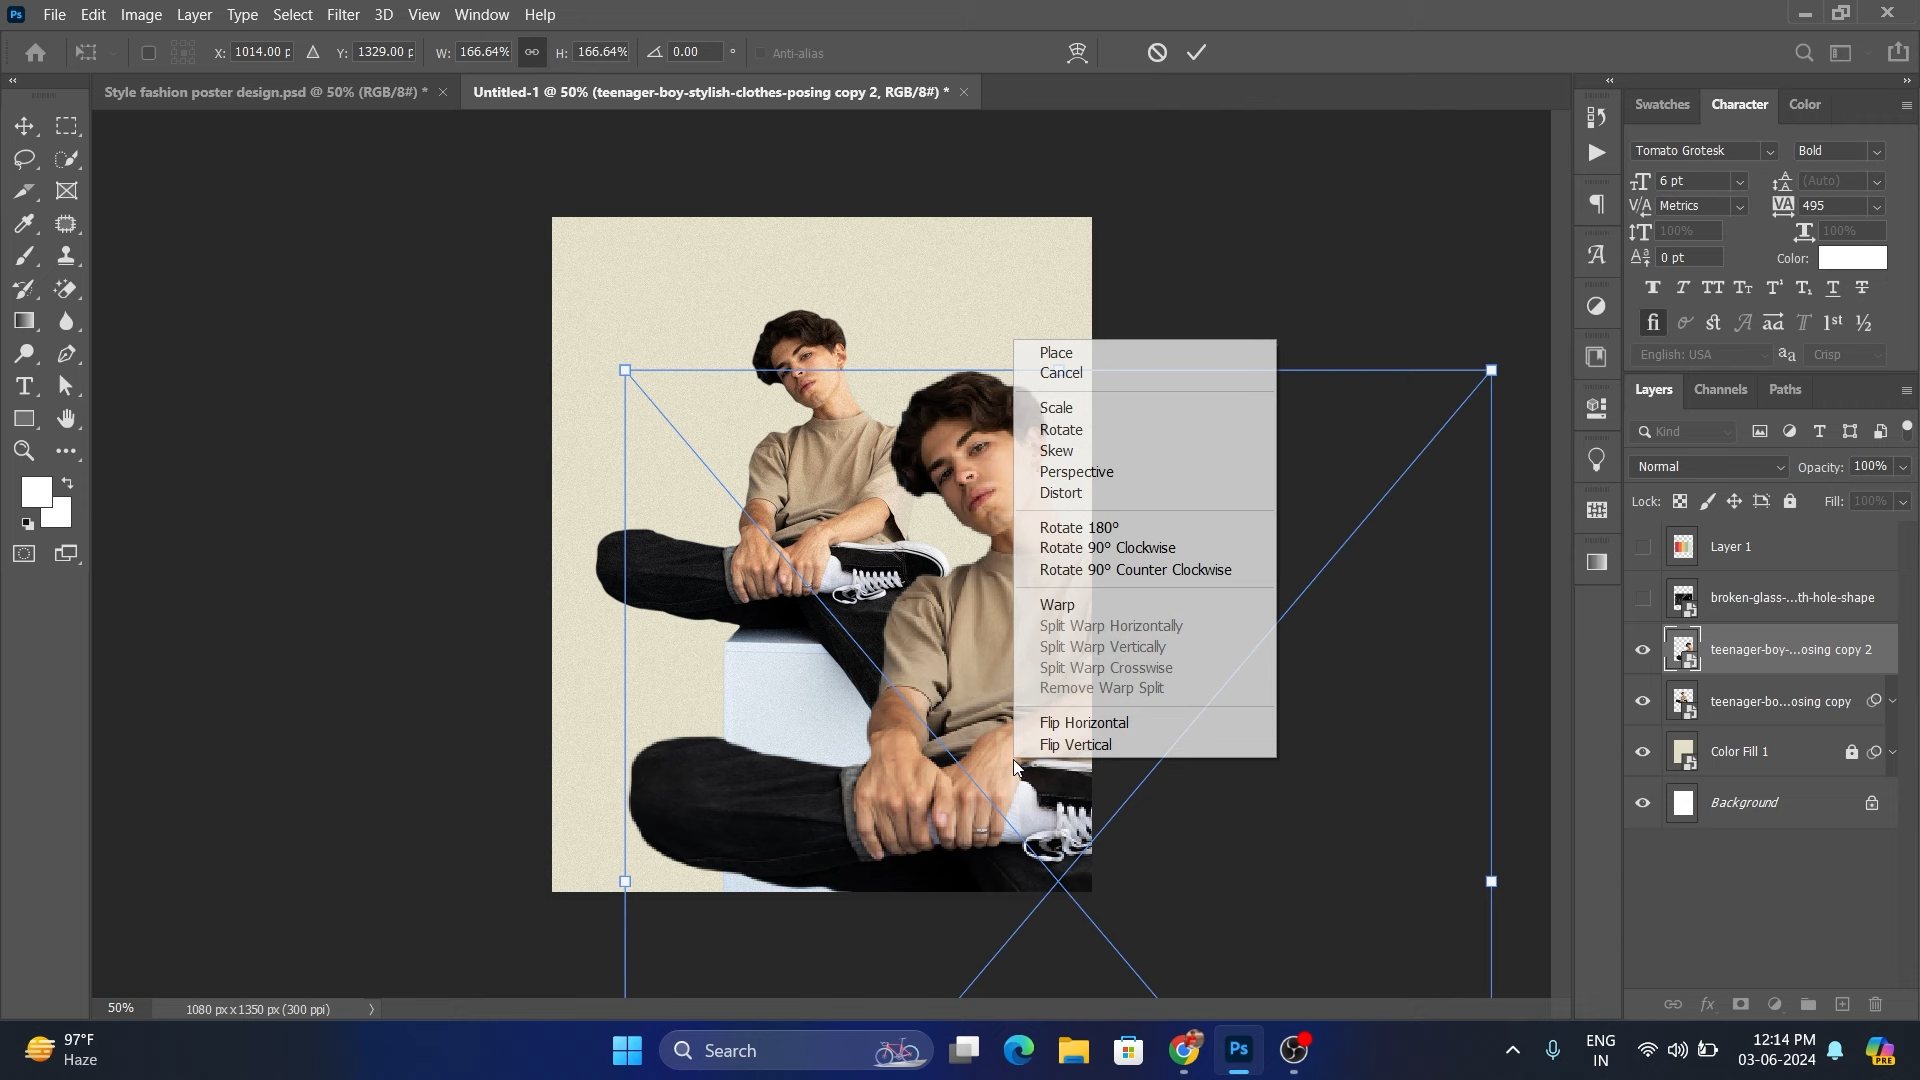 Ps File Edit Image Layer Type Select Filter 3D View Window Help
X: 1014.00 p Y: 1329.00 p W: 166.64% H: 166.64% 0.00 ° Anti-alias
Style fashion poster design.psd @ 50% (RGB/8#) * Untitled-1 @ 50% (teenager-boy-stylish-clothes-posing copy 2, RGB/8#) *
Swatches Character Color
Tomato Grotesk Bold
6 pt (Auto)
Metrics 495
100% 100%
0 pt Color:
English: USA aa Crisp
Layers Channels Paths
Kind
Normal Opacity: 100%
Lock: Fill: 100%
Layer 1
broken-glass-...th-hole-shape
teenager-boy-...osing copy 2
teenager-bo...osing copy
Color Fill 1
Background
Place
Cancel
Scale
Rotate
Skew
Perspective
Distort
Rotate 180°
Rotate 90° Clockwise
Rotate 90° Counter Clockwise
Warp
Split Warp Horizontally
Split Warp Vertically
Split Warp Crosswise
Remove Warp Split
Flip Horizontal
Flip Vertical
50% 1080 px x 1350 px (300 ppi)
97°F
Haze
Search
Ps
ENG
IN
12:14 PM
03-06-2024
PRE